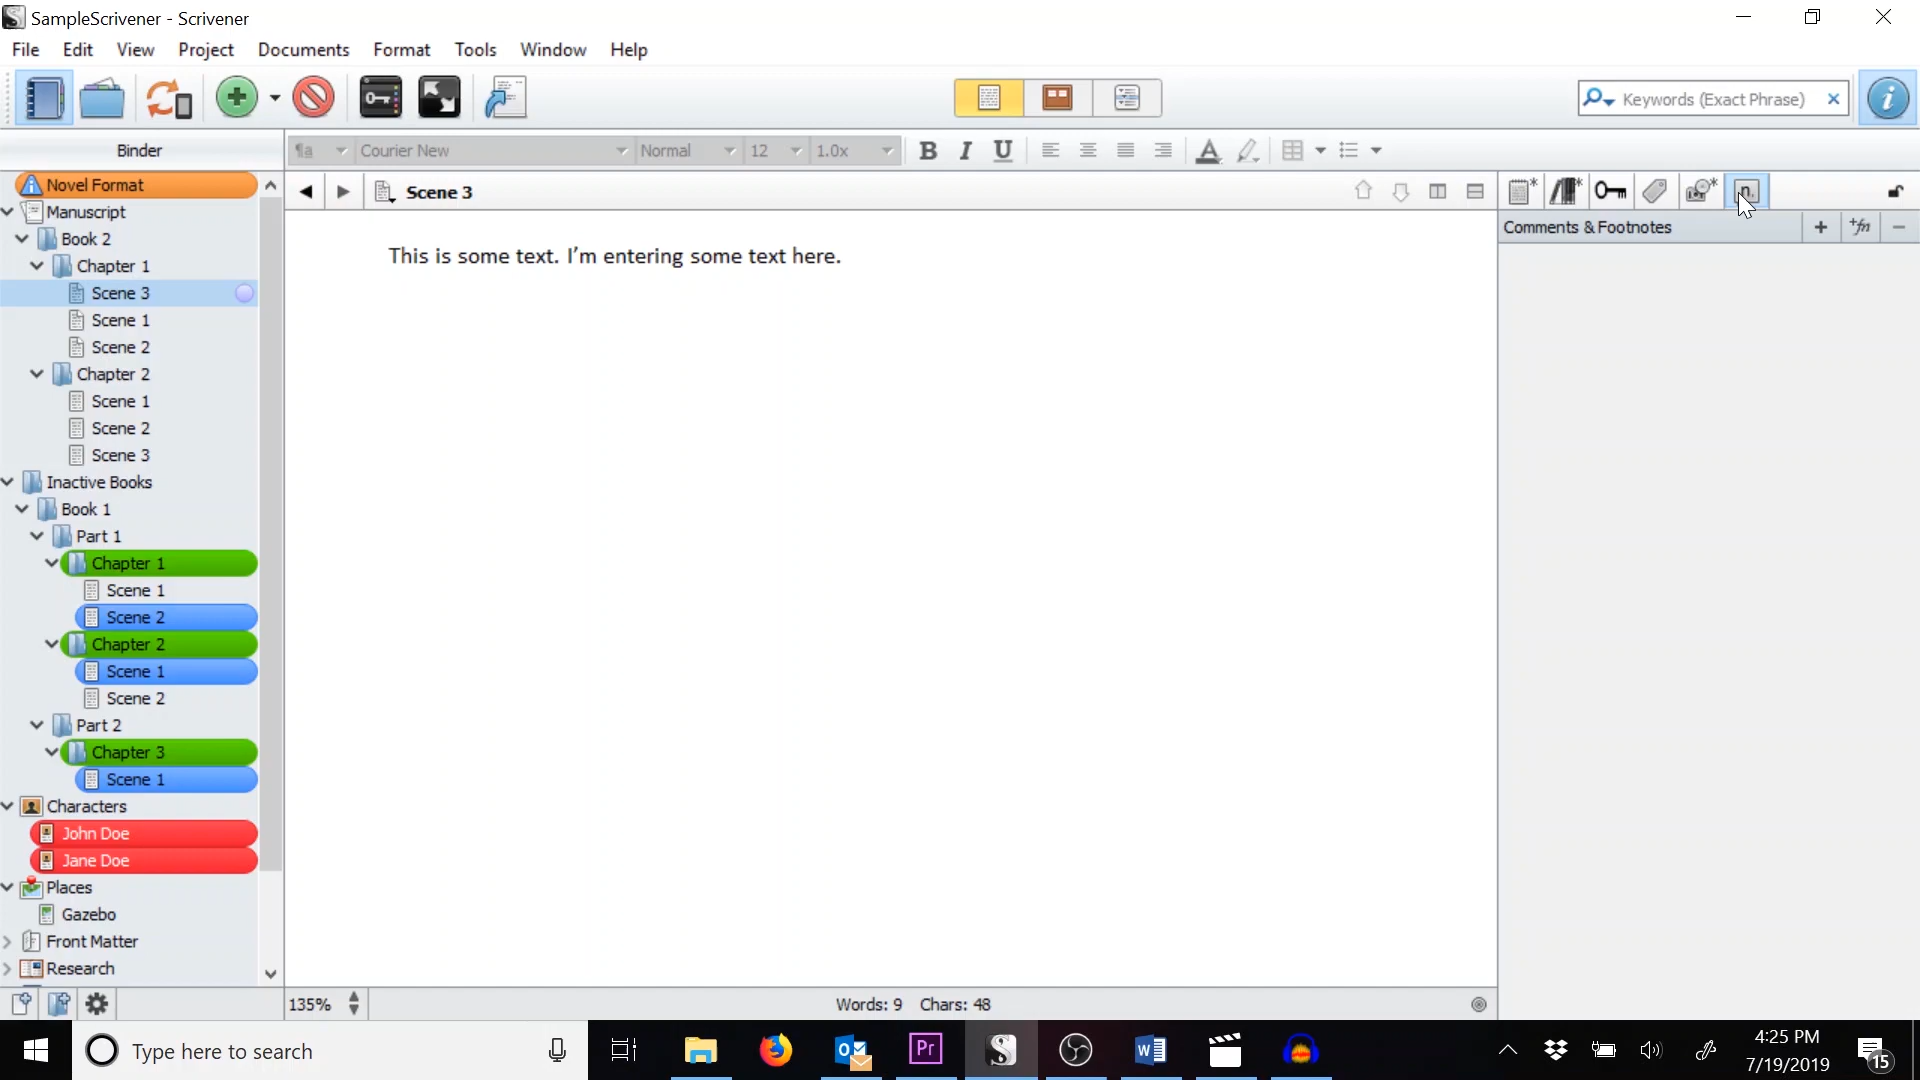 SampleScrivener - Scrivener
File Edit View Project Documents Format Tools Window Help
Keywords (Exact Phrase)
Binder
¶a Courier New Normal 12 1.0x B I U A
Novel Format
Manuscript
Book 2
Chapter 1
Scene 3
Scene 1
Scene 2
Chapter 2
Scene 1
Scene 2
Scene 3
Inactive Books
Book 1
Part 1
Chapter 1
Scene 1
Scene 2
Chapter 2
Scene 1
Scene 2
Part 2
Chapter 3
Scene 1
Characters
John Doe
Jane Doe
Places
Gazebo
Front Matter
Research
Scene 3
This is some text. I’m entering some text here.
n.
Comments & Footnotes + +fn −
135% Words: 9 Chars: 48
Type here to search
Pr
4:25 PM
7/19/2019
15